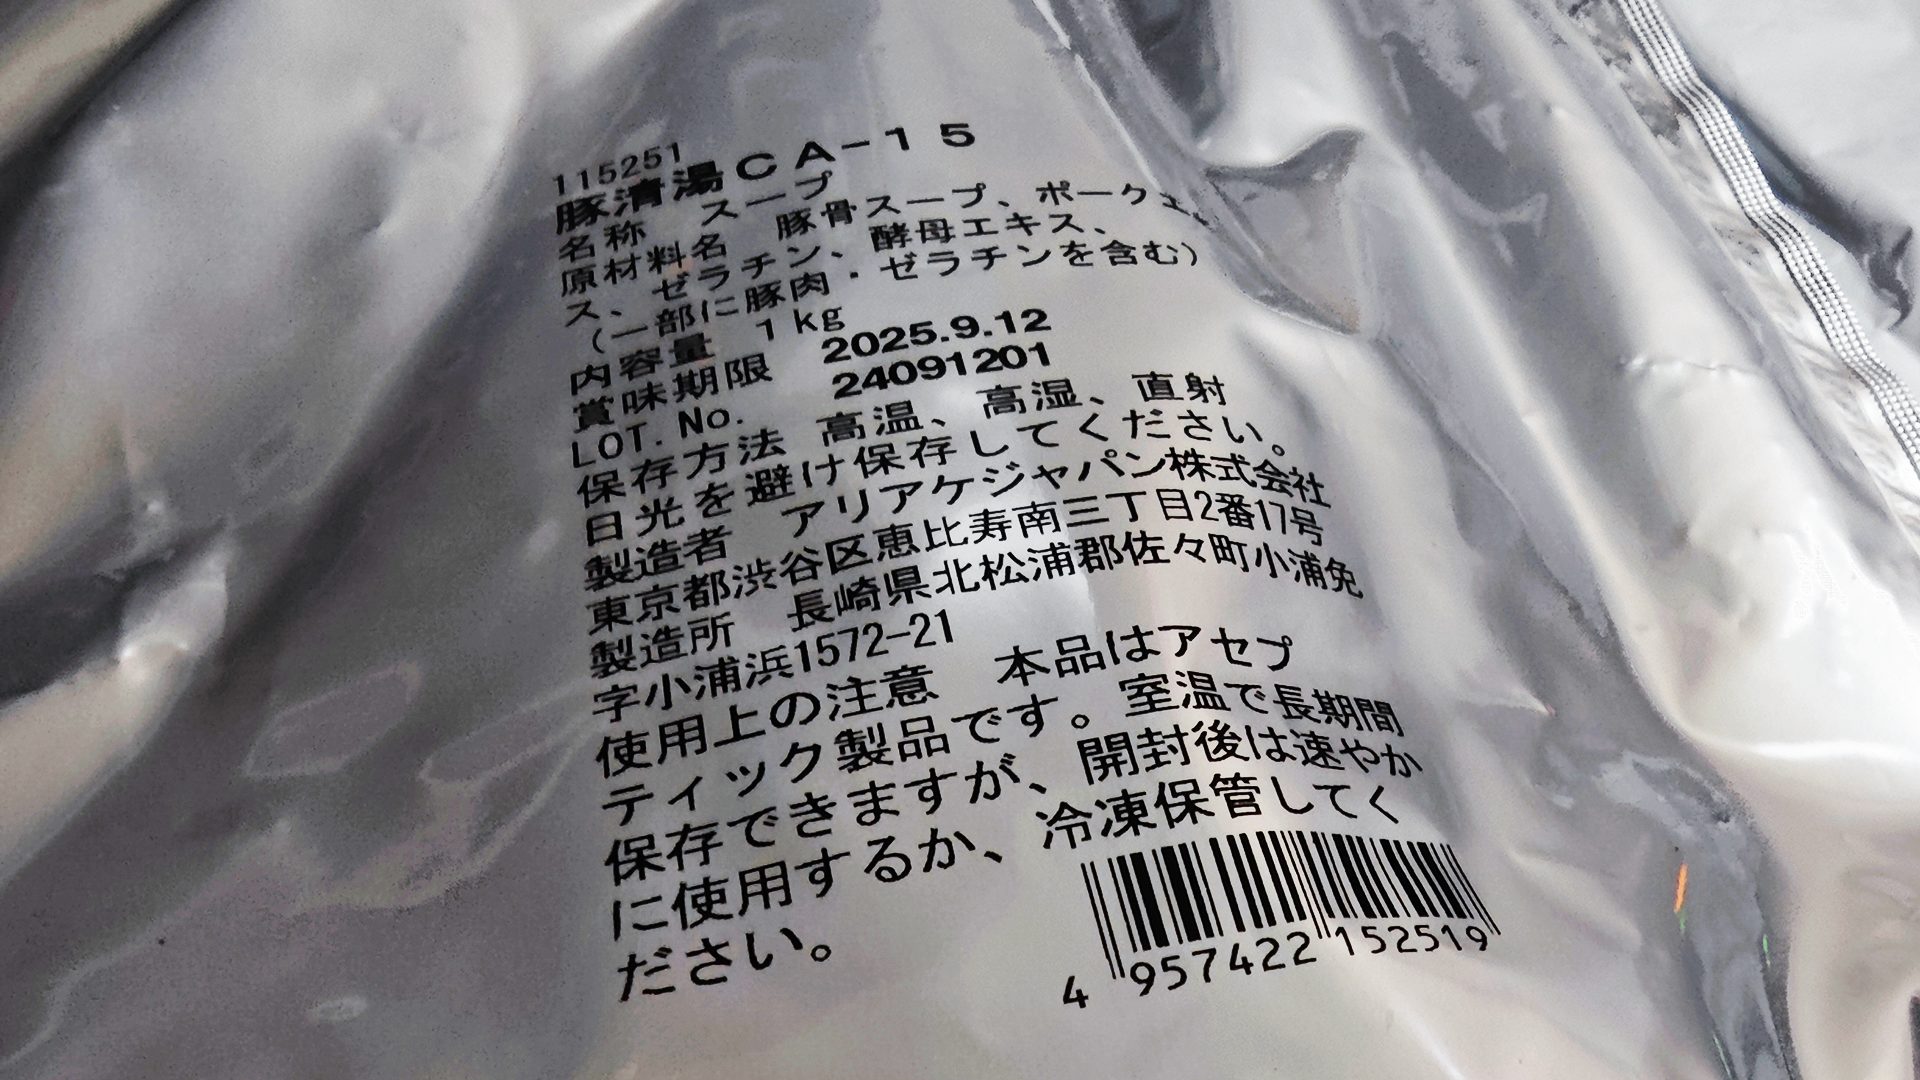 115251
豚清湯CA-15
名称　スープ
原材料名　豚骨スープ、ポークエキ
ス、ゼラチン、酵母エキス、
（一部に豚肉・ゼラチンを含む）
内容量　1kg
賞味期限　2025.9.12
LOT.No.　24091201
保存方法　高温、高湿、直射
日光を避け保存してください。
製造者　アリアケジャパン株式会社
東京都渋谷区恵比寿南三丁目2番17号
製造所　長崎県北松浦郡佐々町小浦免
字小浦浜1572-21
使用上の注意　本品はアセプ
ティック製品です。室温で長期間
保存できますが、開封後は速やか
に使用するか、冷凍保管してく
ださい。
4 957422 152519